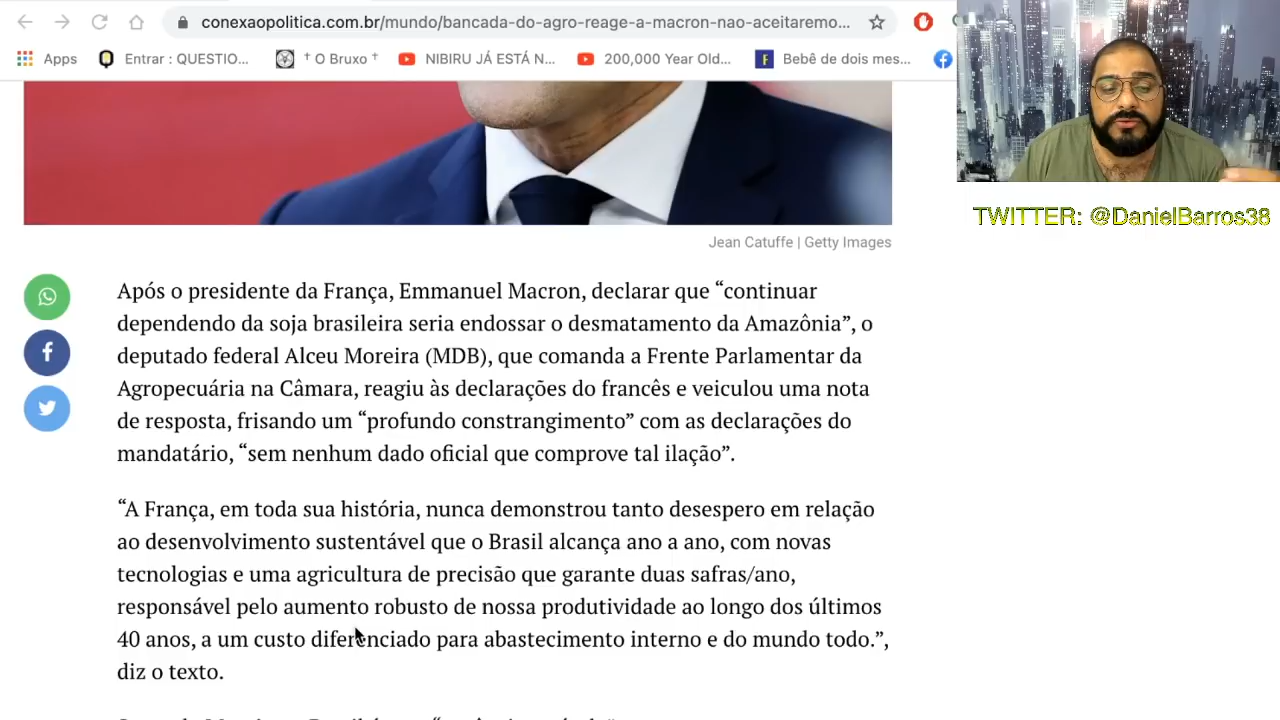 conexaopolitica.com.br/mundo/bancada-do-agro-reage-a-macron-nao-aceitaremo...
Apps
Entrar : QUESTIO...
† O Bruxo †
NIBIRU JÁ ESTÁ N...
200,000 Year Old...
Bebê de dois mes...
TWITTER: @DanielBarros38
Jean Catuffe | Getty Images
Após o presidente da França, Emmanuel Macron, declarar que “continuar
dependendo da soja brasileira seria endossar o desmatamento da Amazônia”, o
deputado federal Alceu Moreira (MDB), que comanda a Frente Parlamentar da
Agropecuária na Câmara, reagiu às declarações do francês e veiculou uma nota
de resposta, frisando um “profundo constrangimento” com as declarações do
mandatário, “sem nenhum dado oficial que comprove tal ilação”.
“A França, em toda sua história, nunca demonstrou tanto desespero em relação
ao desenvolvimento sustentável que o Brasil alcança ano a ano, com novas
tecnologias e uma agricultura de precisão que garante duas safras/ano,
responsável pelo aumento robusto de nossa produtividade ao longo dos últimos
40 anos, a um custo diferenciado para abastecimento interno e do mundo todo.”,
diz o texto.